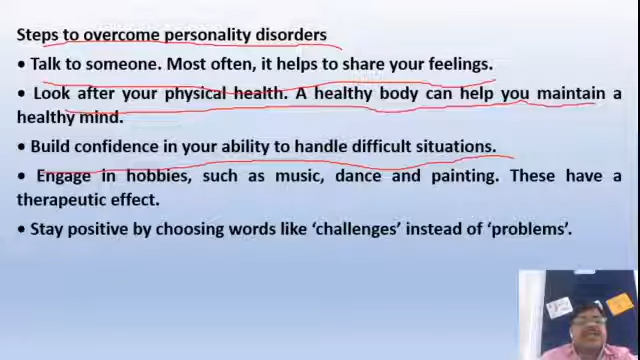 Steps to overcome personality disorders
• Talk to someone. Most often, it helps to share your feelings.
• Look after your physical health. A healthy body can help you maintain a
healthy mind.
• Build confidence in your ability to handle difficult situations.
• Engage in hobbies, such as music, dance and painting. These have a
therapeutic effect.
• Stay positive by choosing words like ‘challenges’ instead of ‘problems’.